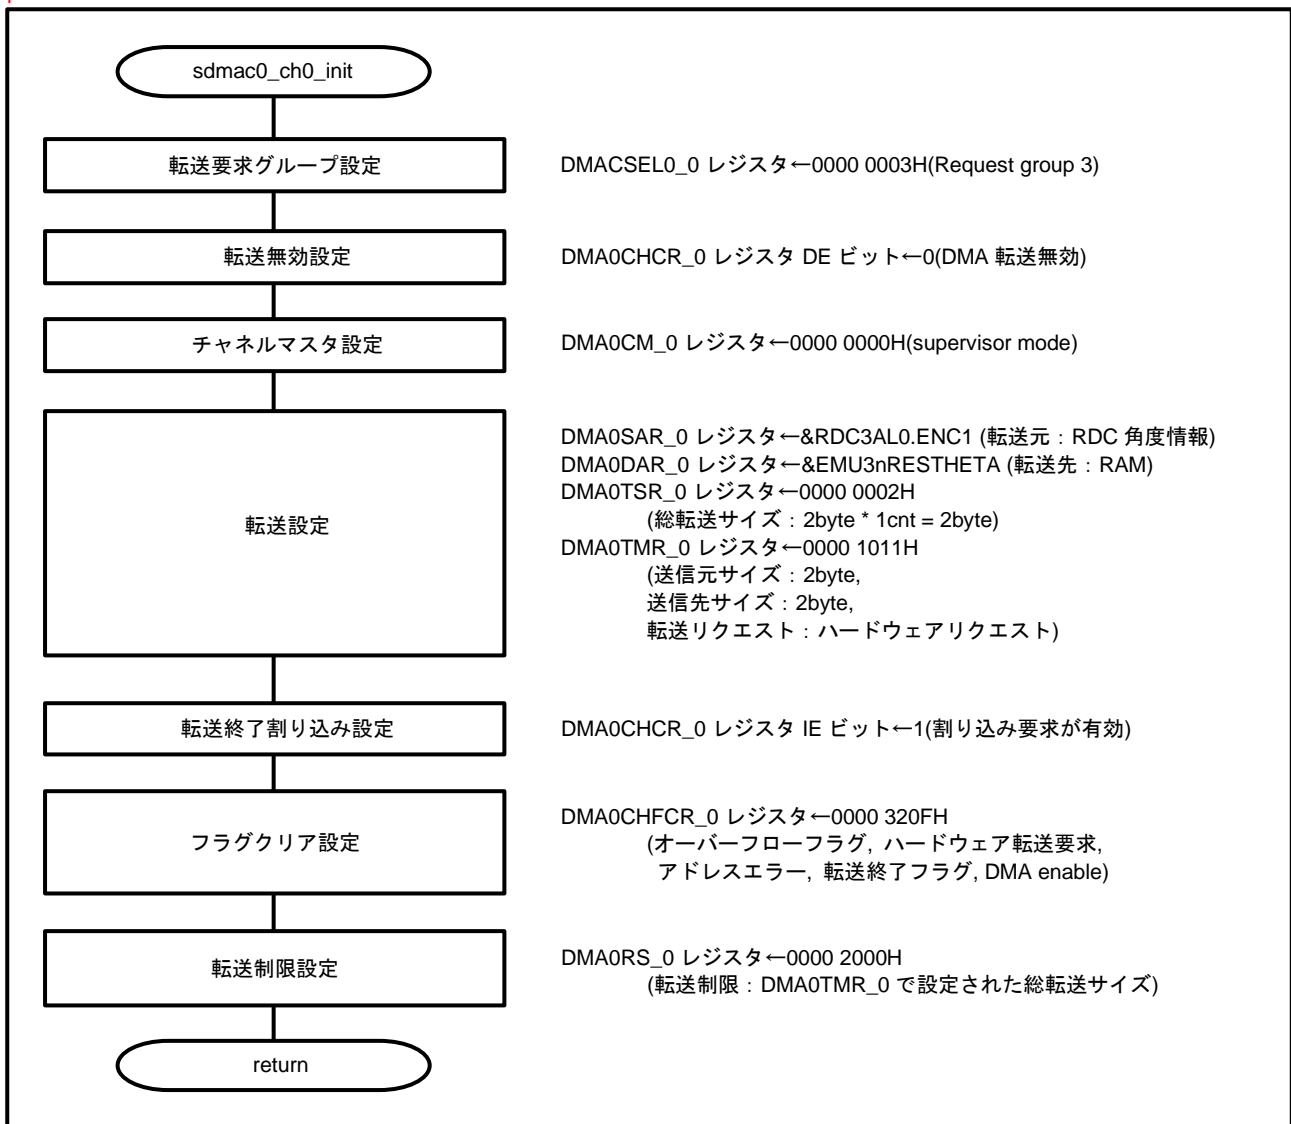 sdmac0_ch0_init
転送要求グループ設定
DMACSEL0_0 レジスタ←0000 0003H(Request group 3)
転送無効設定
DMA0CHCR_0 レジスタ DE ビット←0(DMA 転送無効)
チャネルマスタ設定
DMA0CM_0 レジスタ←0000 0000H(supervisor mode)
転送設定
DMA0SAR_0 レジスタ←&RDC3AL0.ENC1 (転送元：RDC 角度情報)
DMA0DAR_0 レジスタ←&EMU3nRESTHETA (転送先：RAM)
DMA0TSR_0 レジスタ←0000 0002H
(総転送サイズ：2byte * 1cnt = 2byte)
DMA0TMR_0 レジスタ←0000 1011H
(送信元サイズ：2byte,
送信先サイズ：2byte,
転送リクエスト：ハードウェアリクエスト)
転送終了割り込み設定
DMA0CHCR_0 レジスタ IE ビット←1(割り込み要求が有効)
フラグクリア設定
DMA0CHFCR_0 レジスタ←0000 320FH
(オーバーフローフラグ, ハードウェア転送要求,
アドレスエラー, 転送終了フラグ, DMA enable)
転送制限設定
DMA0RS_0 レジスタ←0000 2000H
(転送制限：DMA0TMR_0 で設定された総転送サイズ)
return